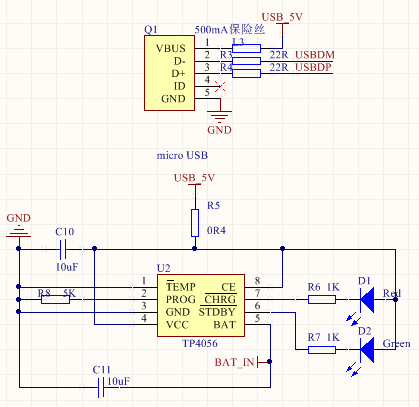 Q1
500mA保险丝
USB_5V
VBUS 1 L3
D- 2 R3 22R USBDM
D+ 3 R4 22R USBDP
ID 4
GND 5
GND
micro USB
USB_5V
GND
R5
0R4
C10
10uF
U2
1 TEMP CE 8
R8 5K 2 PROG CHRG 7 R6 1K D1 Red
3 GND STDBY 6
4 VCC BAT 5
TP4056
R7 1K D2 Green
BAT_IN
C11
10uF